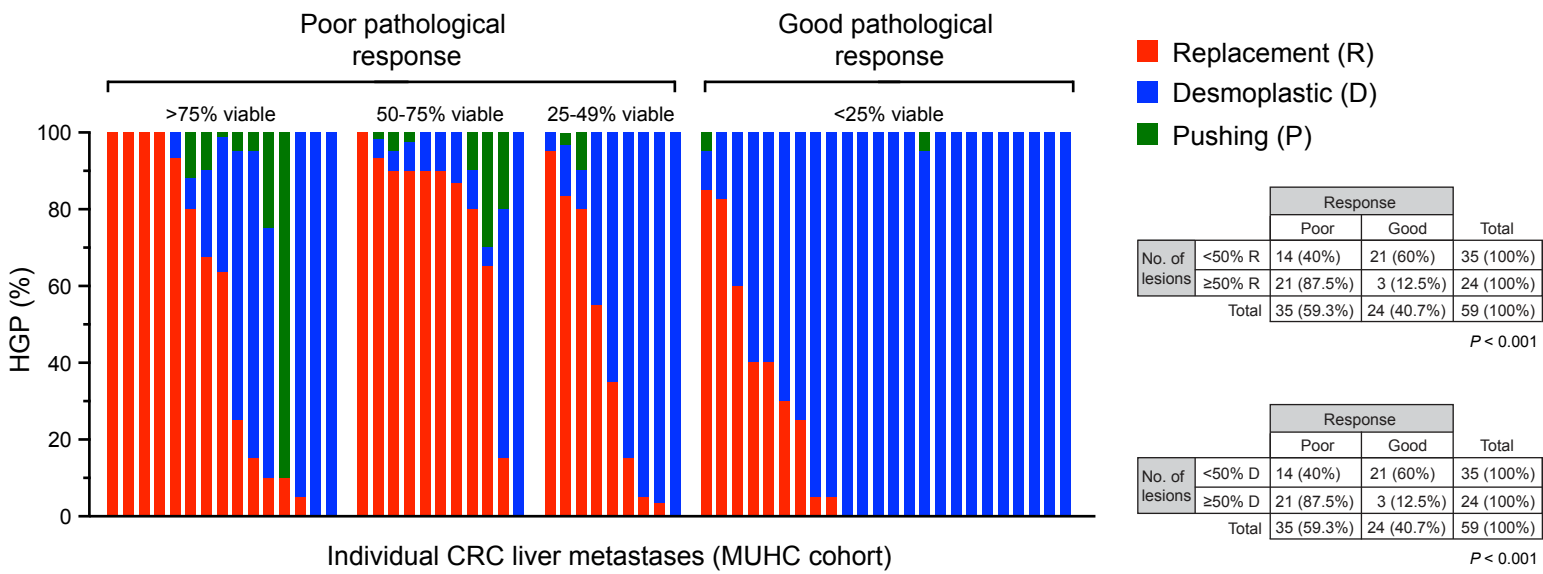 Poor pathological
response
Good pathological
response
>75% viable
50-75% viable
25-49% viable
<25% viable
HGP (%)
100
80
60
40
20
0
Individual CRC liver metastases (MUHC cohort)
Replacement (R)
Desmoplastic (D)
Pushing (P)
Response
Poor Good Total
No. of lesions <50% R 14 (40%) 21 (60%) 35 (100%)
≥50% R 21 (87.5%) 3 (12.5%) 24 (100%)
Total 35 (59.3%) 24 (40.7%) 59 (100%)
P < 0.001
Response
Poor Good Total
No. of lesions <50% D 14 (40%) 21 (60%) 35 (100%)
≥50% D 21 (87.5%) 3 (12.5%) 24 (100%)
Total 35 (59.3%) 24 (40.7%) 59 (100%)
P < 0.001